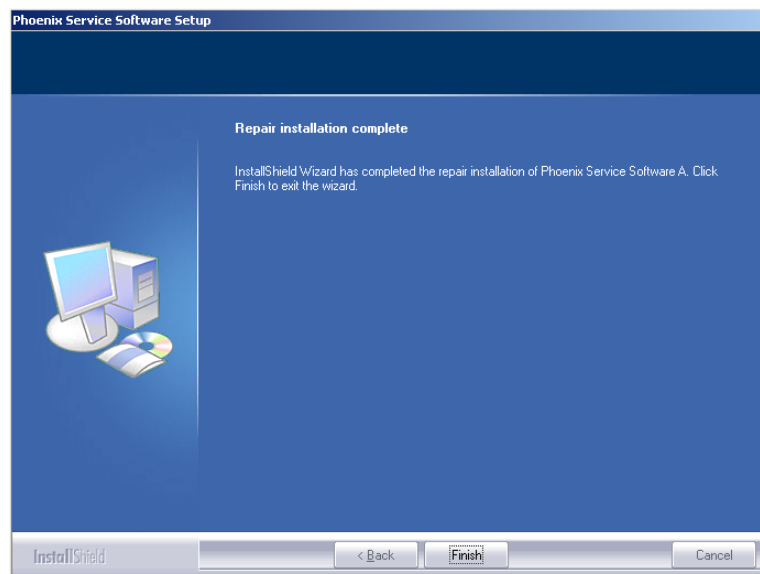 Phoenix Service Software Setup
Repair installation complete
InstallShield Wizard has completed the repair installation of Phoenix Service Software A. Click
Finish to exit the wizard.
InstallShield
< Back
Finish
Cancel